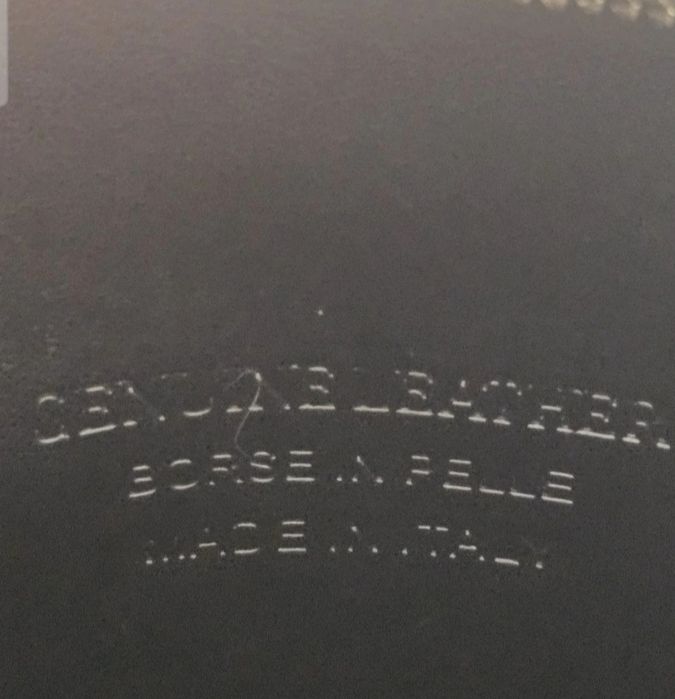 GENUINE LEATHER
BORSE IN PELLE
MADE IN ITALY